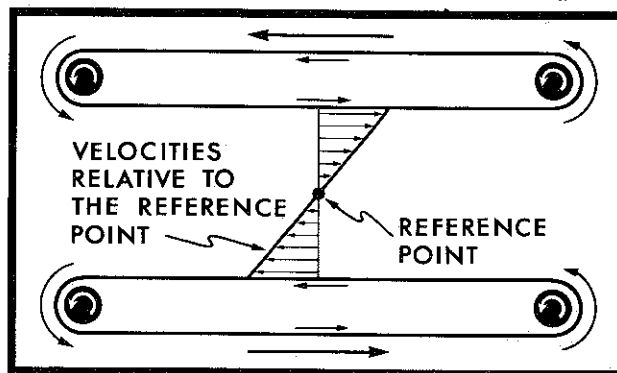 VELOCITIES
RELATIVE TO
THE REFERENCE
POINT
REFERENCE
POINT